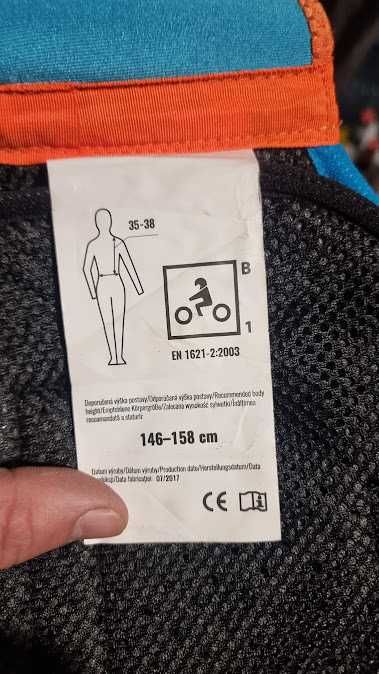 35-38
B
1
EN 1621-2:2003
Doporučená výška postavy/Odporúčaná výška postavy/Recommended body
height/Empfohlene Körpergröße/Zalecana wysokość sylwetki/Înălțimea
recomandată a staturii:
146–158 cm
Datum výroby/Dátum výroby/Production date/Herstellungsdatum/Data
/Data fabricației: 07/2017
CE i